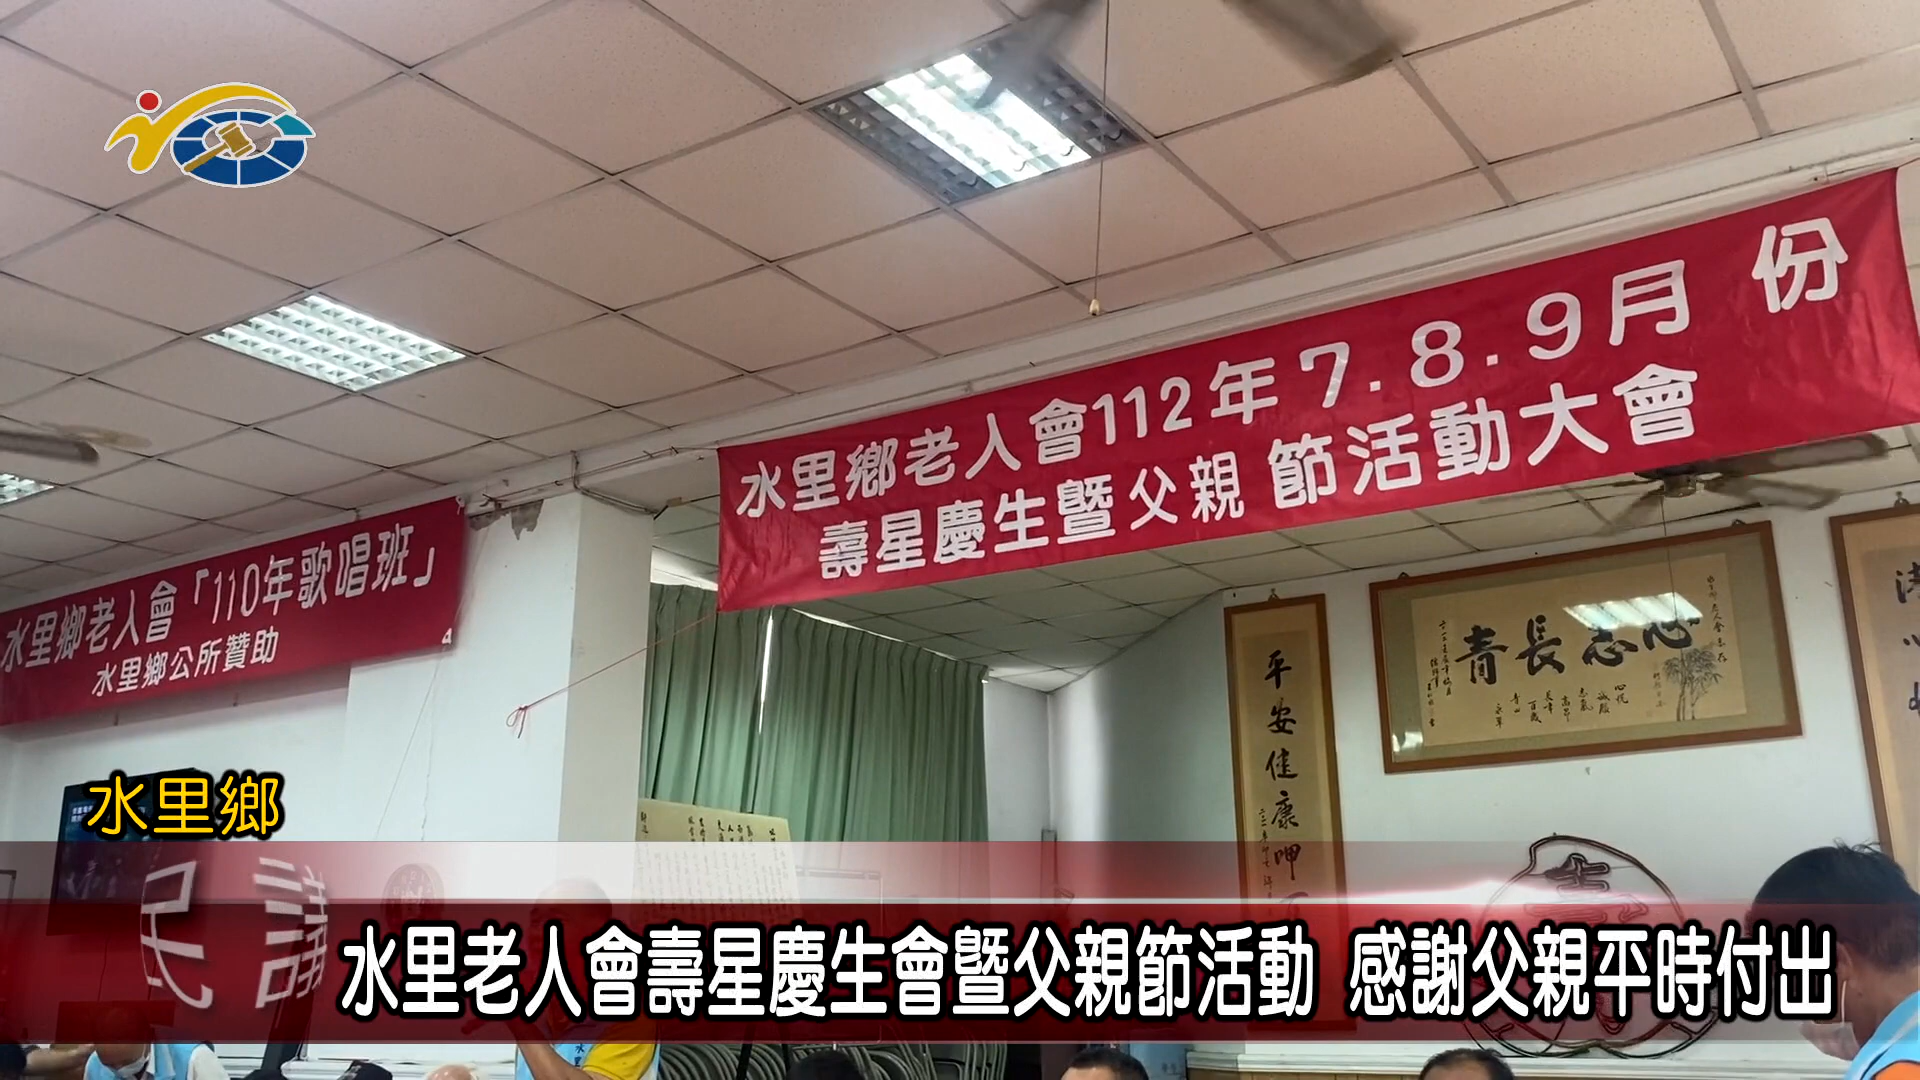 水里鄉老人會112年7.8.9月份
壽星慶生暨父親節活動大會
水里鄉老人會「110年歌唱班」
水里鄉公所贊助
平安健康呷
心志長青
水里鄉
水里老人會壽星慶生會暨父親節活動 感謝父親平時付出